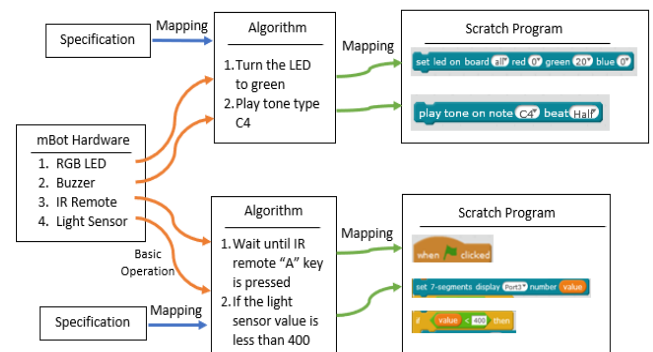 Specification
Mapping
Algorithm
1.Turn the LED
to green
2.Play tone type
C4
Mapping
Scratch Program
set led on board all red 0 green 20 blue 0
play tone on note C4 beat Half
mBot Hardware
1. RGB LED
2. Buzzer
3. IR Remote
4. Light Sensor
Basic
Operation
Specification
Mapping
Algorithm
1.Wait until IR
remote “A” key
is pressed
2.If the light
sensor value is
less than 400
Mapping
Scratch Program
when clicked
set 7-segments display Port3 number value
if value < 400 then